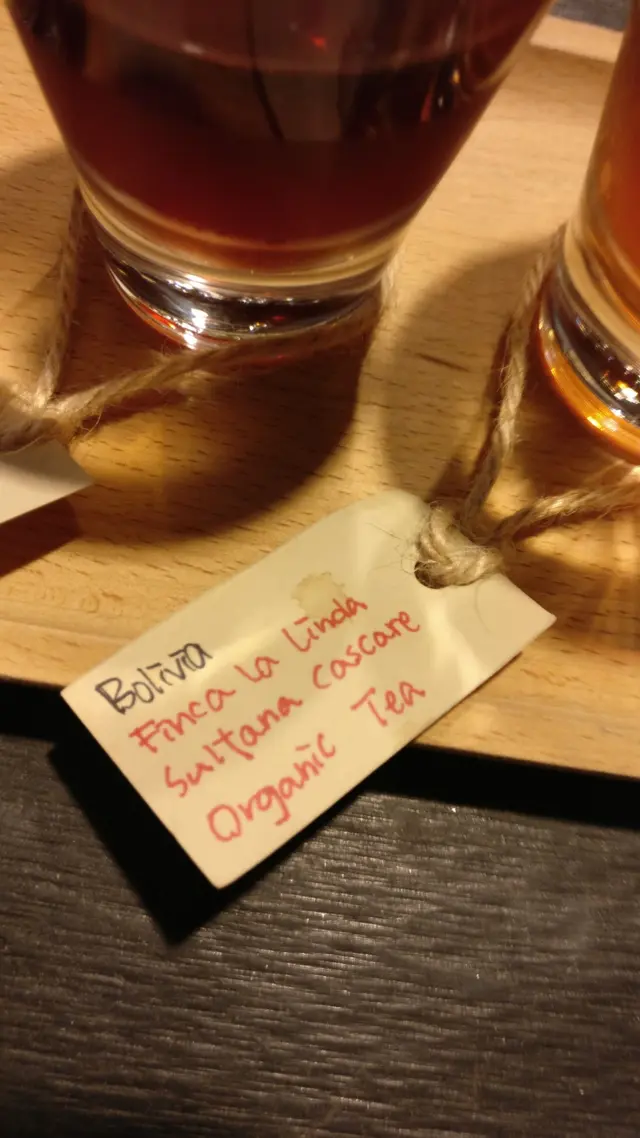 Bolivia
Finca la Linda
Sultana cascare
Organic Tea